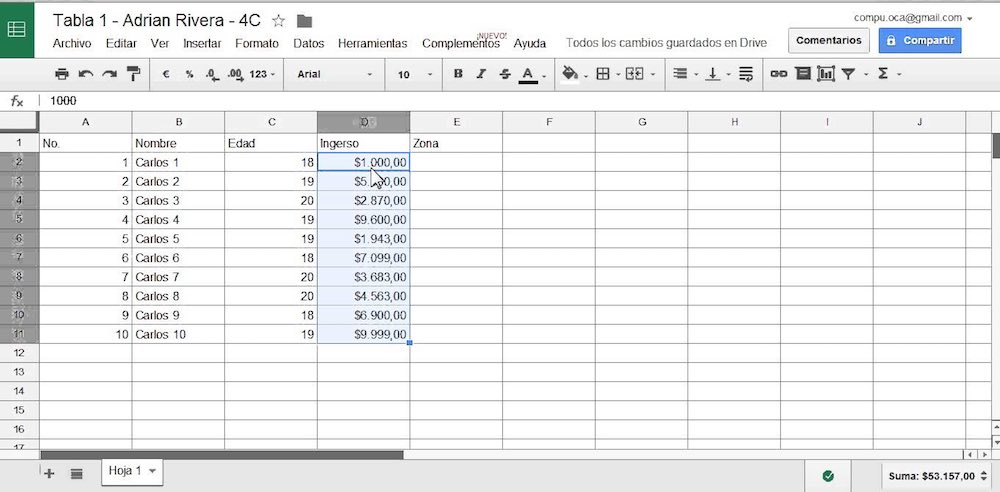 Tabla 1 - Adrian Rivera - 4C
compu.oca@gmail.com
Archivo Editar Ver Insertar Formato Datos Herramientas Complementos ¡NUEVO! Ayuda Todos los cambios guardados en Drive Comentarios Compartir
€ % .0 .00 123 Arial 10 B I S A Σ
fx 1000
A B C D E F G H I J
1 No. Nombre Edad Ingerso Zona
2 1 Carlos 1 18 $1.000,00
3 2 Carlos 2 19
4 3 Carlos 3 20 $2.870,00
5 4 Carlos 4 19 $9.600,00
6 5 Carlos 5 19 $1.943,00
7 6 Carlos 6 18 $7.099,00
8 7 Carlos 7 20 $3.683,00
9 8 Carlos 8 20 $4.563,00
10 9 Carlos 9 18 $6.900,00
11 10 Carlos 10 19 $9.999,00
12
13
14
15
16
17
Hoja 1
Suma: $53.157,00